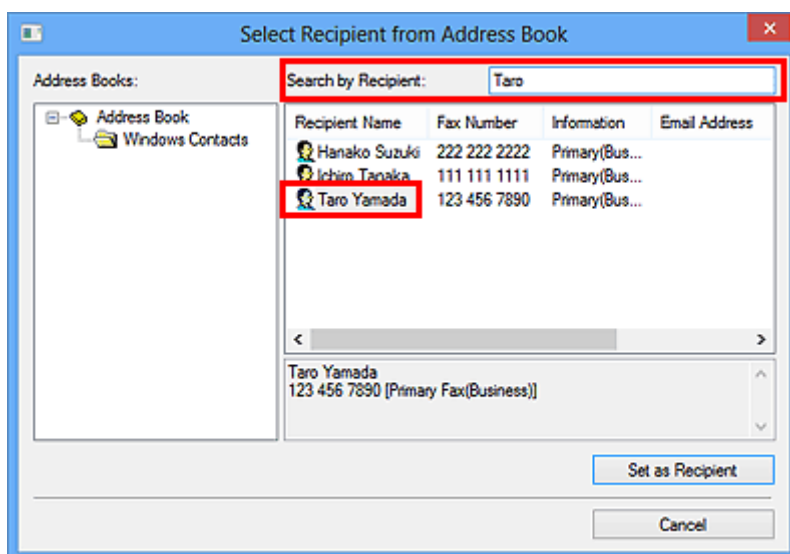 Select Recipient from Address Book
Address Books:
Search by Recipient: Taro
Address Book
Windows Contacts
Recipient Name Fax Number Information Email Address
Hanako Suzuki 222 222 2222 Primary(Bus...
Ichiro Tanaka 111 111 1111 Primary(Bus...
Taro Yamada 123 456 7890 Primary(Bus...
Taro Yamada
123 456 7890 [Primary Fax(Business)]
Set as Recipient
Cancel